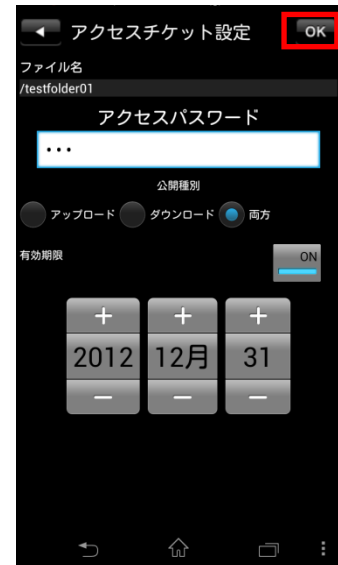 アクセスチケット設定 OK
ファイル名
/testfolder01
アクセスパスワード
•••
公開種別
アップロード ダウンロード 両方
有効期限 ON
+ + +
2012 12月 31
− − −